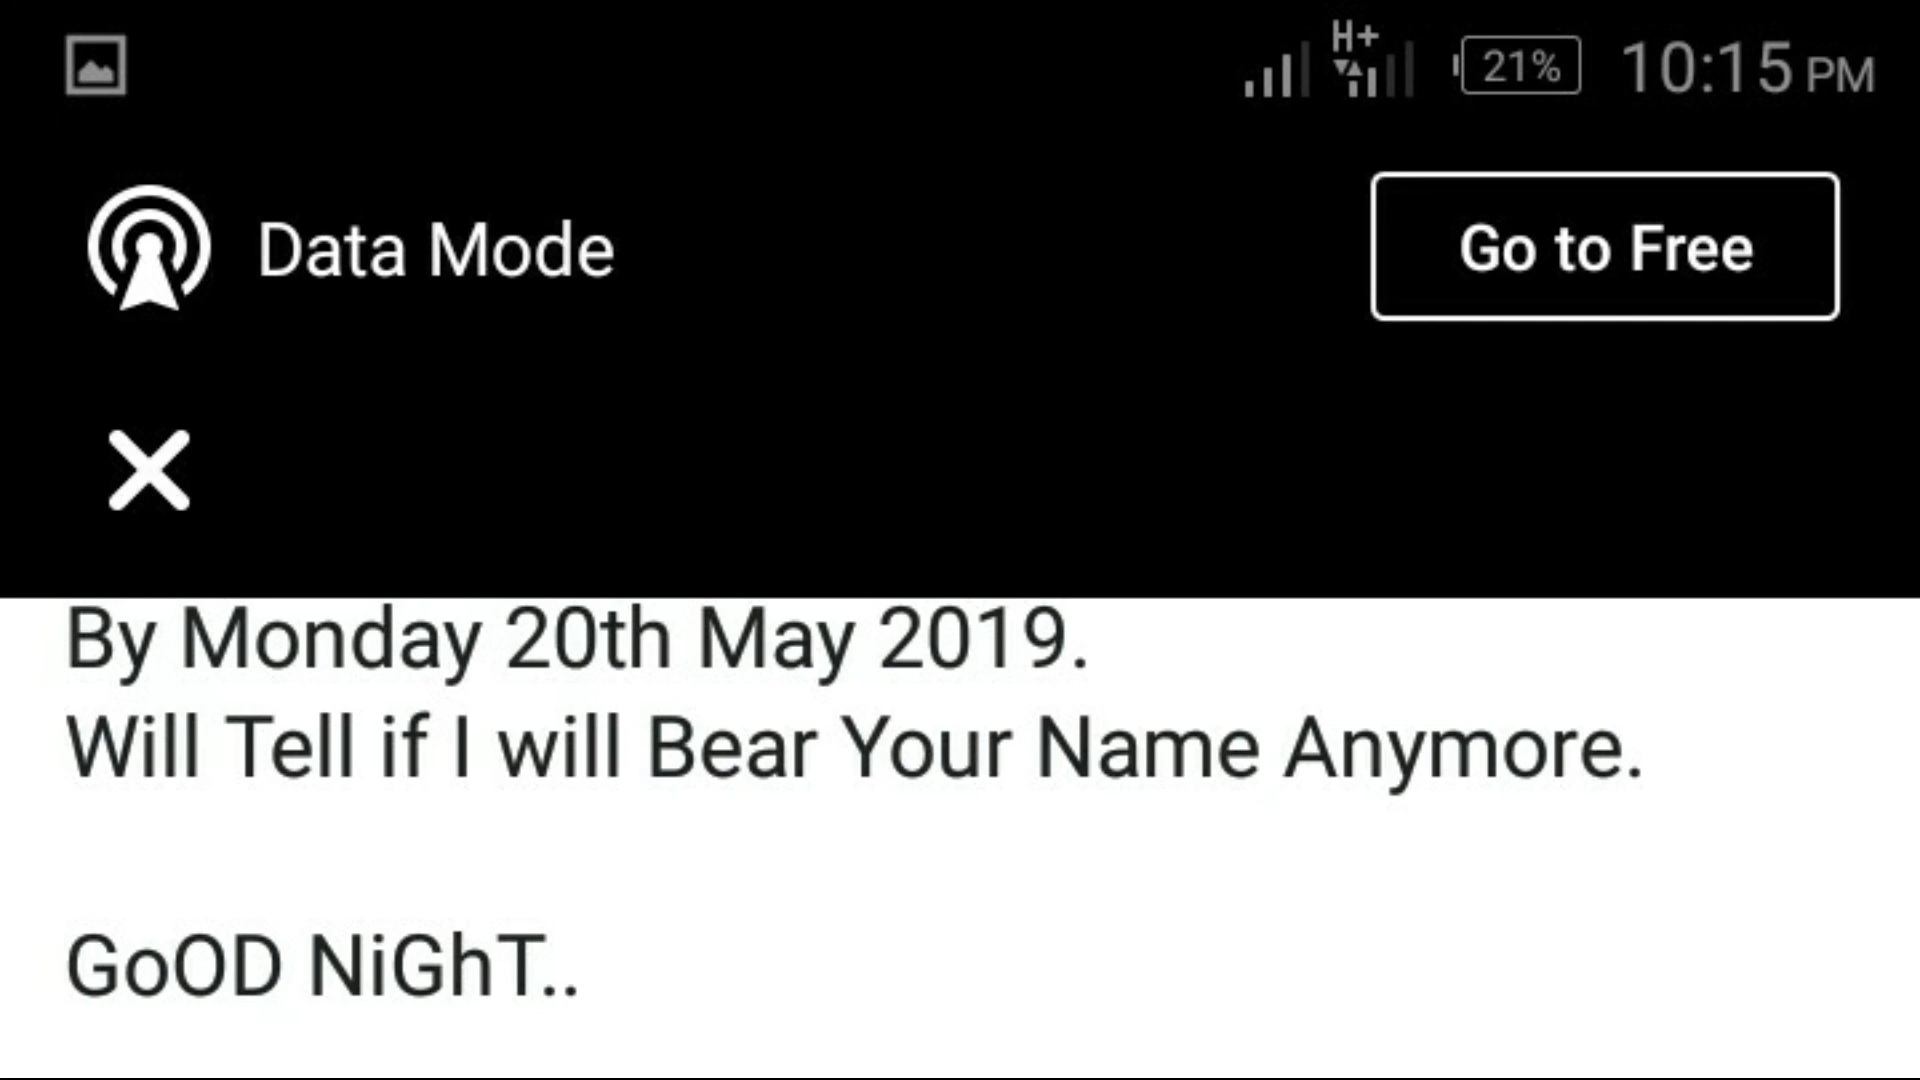 H+
21% 10:15 PM
Data Mode
Go to Free
By Monday 20th May 2019.
Will Tell if I will Bear Your Name Anymore.
GoOD NiGhT..